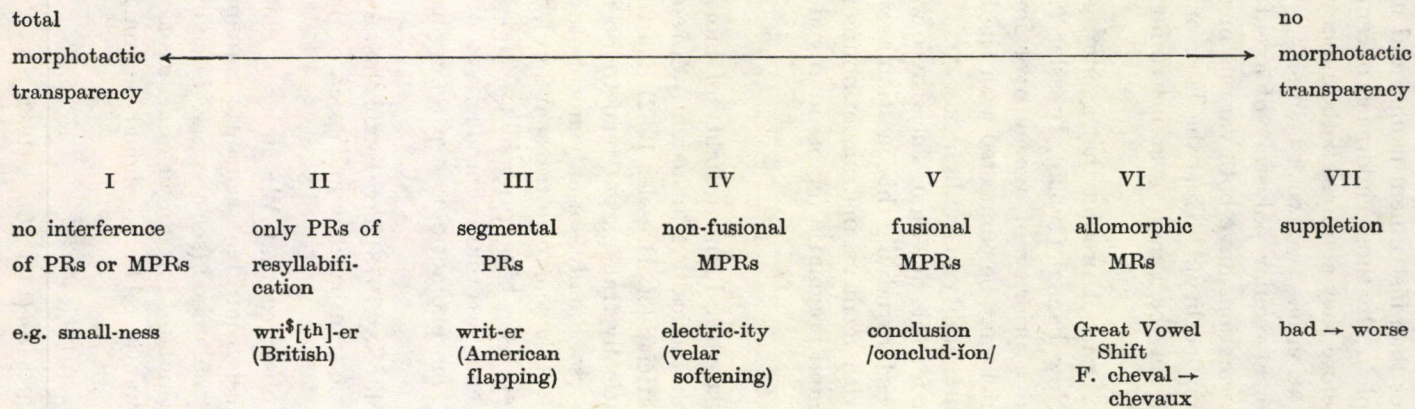 total no
morphotactic ⟵⟶ morphotactic
transparency transparency
I II III IV V VI VII
no interference only PRs of segmental non-fusional fusional allomorphic suppletion
of PRs or MPRs resyllabifi- PRs MPRs MPRs MRs
cation
e.g. small-ness wri$[th]-er writ-er electric-ity conclusion Great Vowel bad → worse
(British) (American (velar /conclud-ĭon/ Shift
flapping) softening) F. cheval →
chevaux